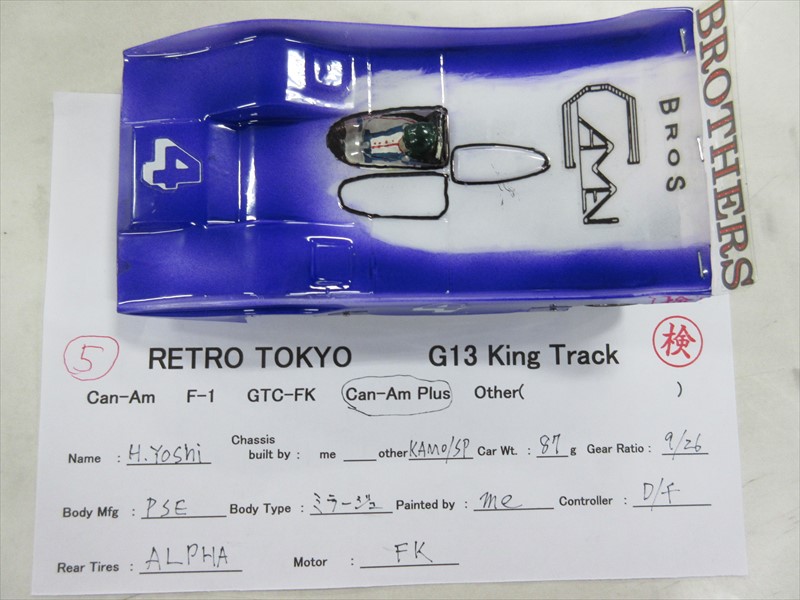 BROTHERS
CAMEN
BROS
4
4
5 RETRO TOKYO G13 King Track 検
Can-Am F-1 GTC-FK Can-Am Plus Other( )
Name : H.Yoshi Chassis built by : me other KAMO/SP Car Wt. : 87 g Gear Ratio : 9/26
Body Mfg : PSE Body Type : ミラージュ Painted by : me Controller : D/F
Rear Tires : ALPHA Motor : FK